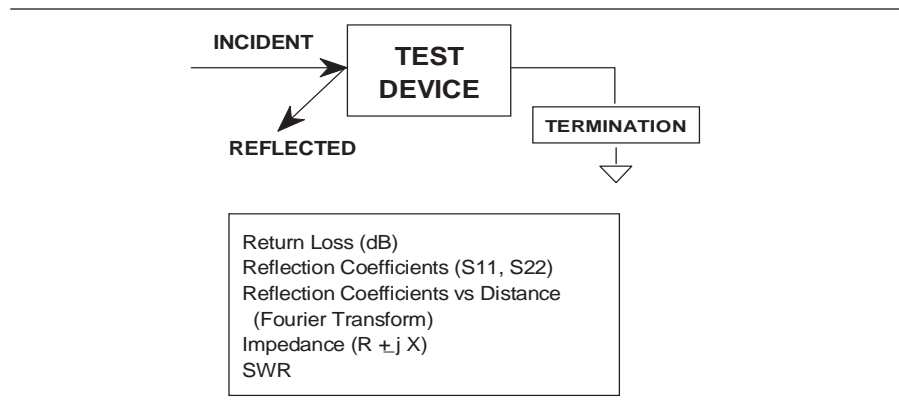 INCIDENT
TEST
DEVICE
TERMINATION
REFLECTED
Return Loss (dB)
Reflection Coefficients (S11, S22)
Reflection Coefficients vs Distance
(Fourier Transform)
Impedance (R ± j X)
SWR